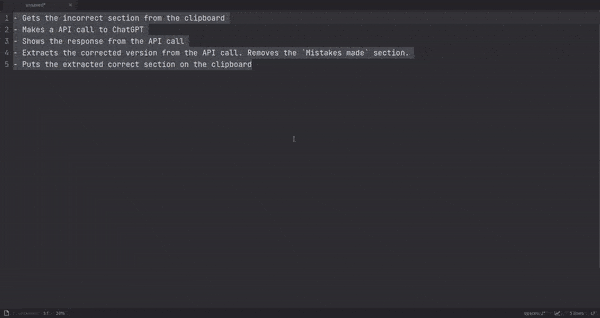 unsaved*
1 - Gets the incorrect section from the clipboard
2 - Makes a API call to ChatGPT
3 - Shows the response from the API call
4 - Extracts the corrected version from the API call. Removes the `Mistakes made` section.
5 - Puts the extracted correct section on the clipboard